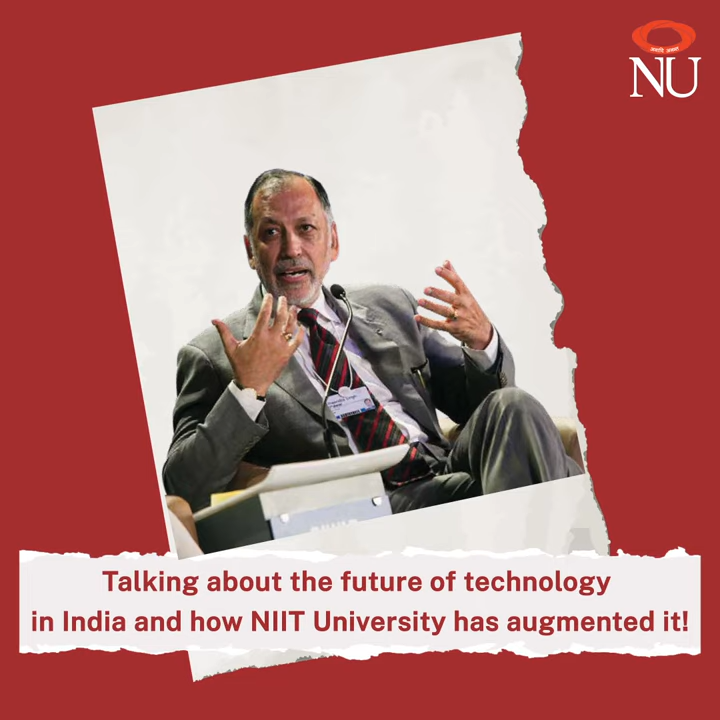 NU
Talking about the future of technology
in India and how NIIT University has augmented it!